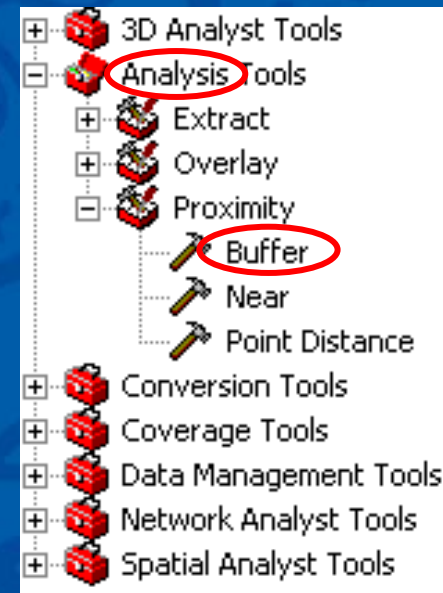 3D Analyst Tools
Analysis Tools
Extract
Overlay
Proximity
Buffer
Near
Point Distance
Conversion Tools
Coverage Tools
Data Management Tools
Network Analyst Tools
Spatial Analyst Tools